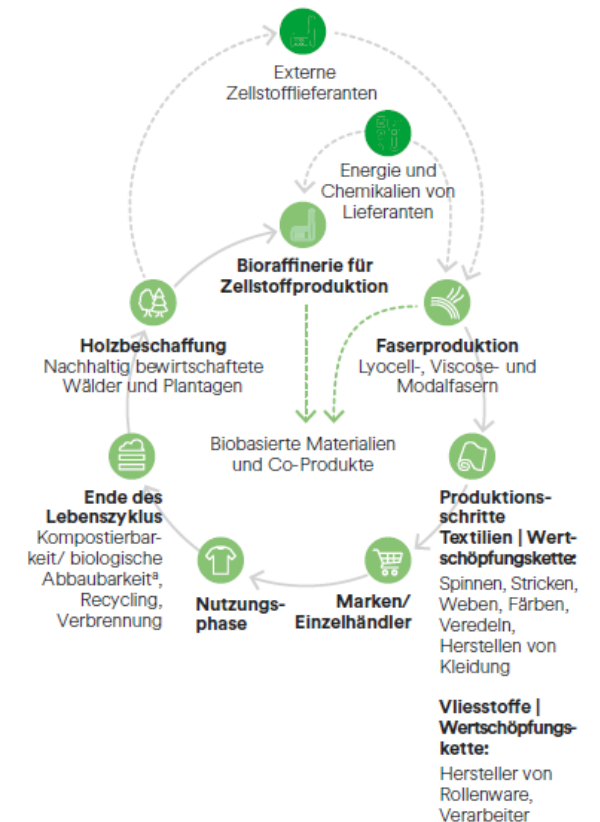 Externe
Zellstofflieferanten
Energie und
Chemikalien von
Lieferanten
Bioraffinerie für
Zellstoffproduktion
Holzbeschaffung
Nachhaltig bewirtschaftete
Wälder und Plantagen
Faserproduktion
Lyocell-, Viscose- und
Modalfasern
Biobasierte Materialien
und Co-Produkte
Ende des
Lebenszyklus
Kompostierbar-
keit/ biologische
Abbaubarkeitᵃ,
Recycling,
Verbrennung
Nutzungs-
phase
Marken/
Einzelhändler
Produktions-
schritte
Textilien | Wert-
schöpfungskette:
Spinnen, Stricken,
Weben, Färben,
Veredeln,
Herstellen von
Kleidung
Vliesstoffe |
Wertschöpfungs-
kette:
Hersteller von
Rollenware,
Verarbeiter